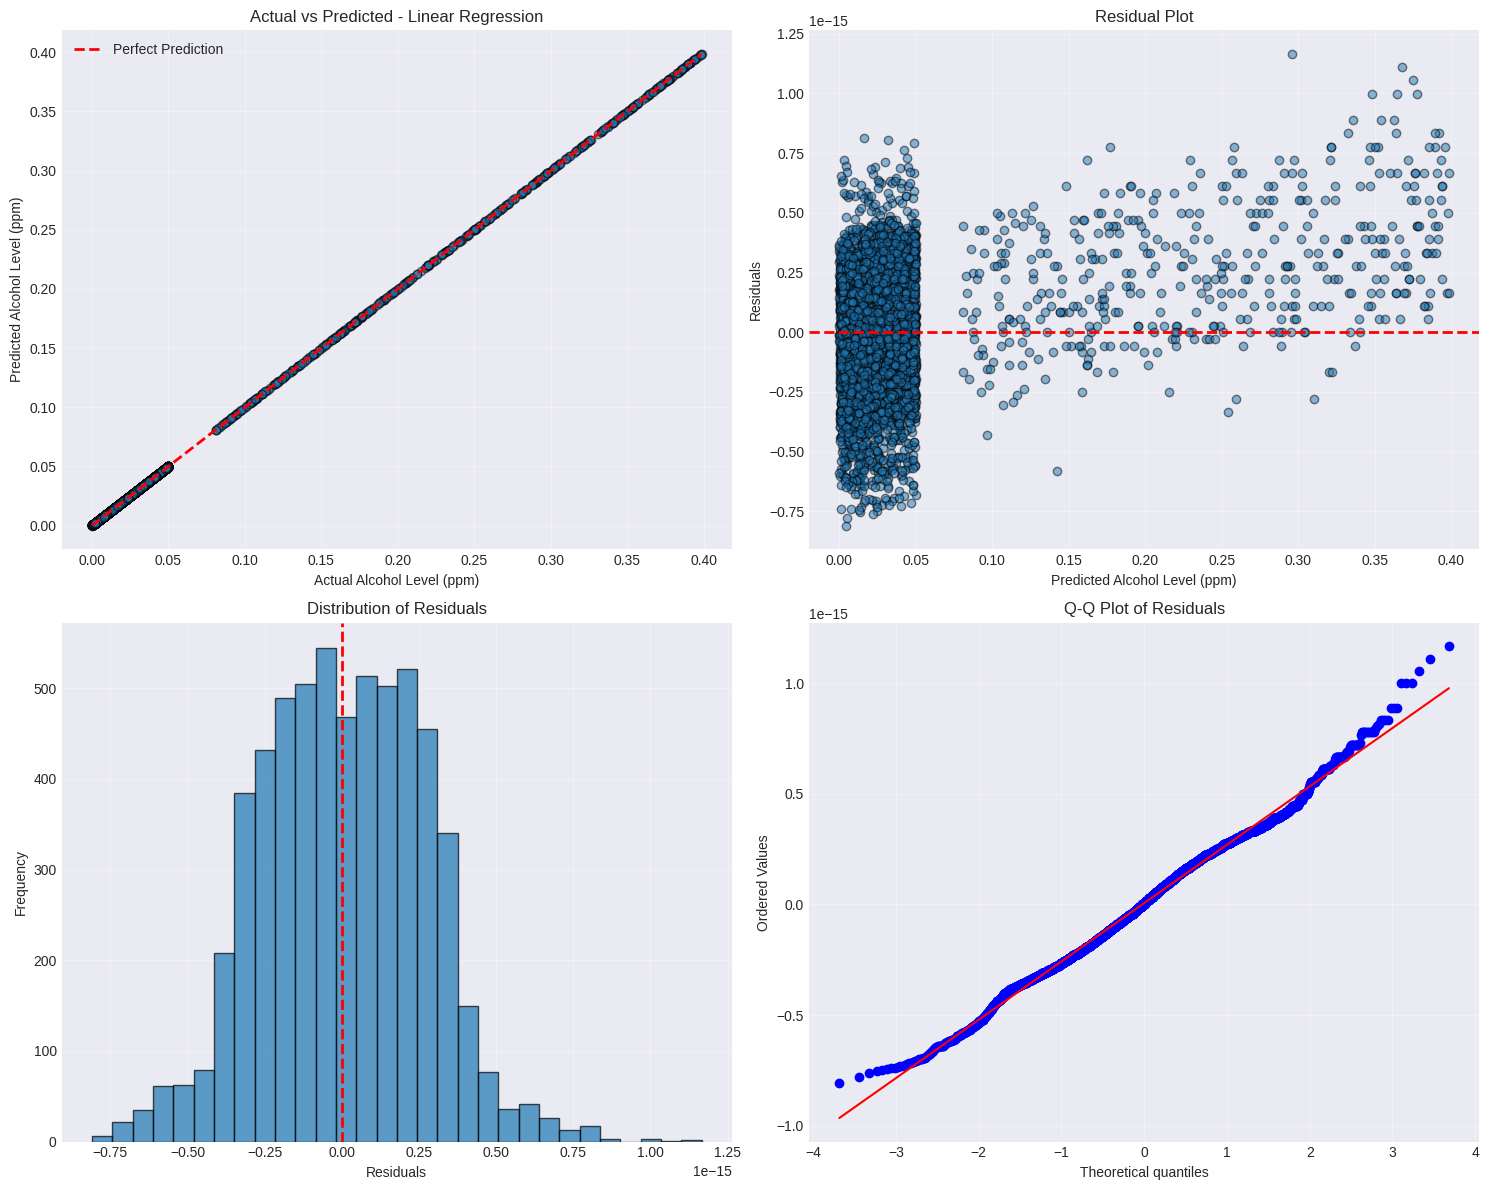 Actual vs Predicted - Linear Regression
Perfect Prediction
Predicted Alcohol Level (ppm)
0.40
0.35
0.30
0.25
0.20
0.15
0.10
0.05
0.00
0.00 0.05 0.10 0.15 0.20 0.25 0.30 0.35 0.40
Actual Alcohol Level (ppm)
Residual Plot
1e−15
Residuals
1.25
1.00
0.75
0.50
0.25
0.00
−0.25
−0.50
−0.75
0.00 0.05 0.10 0.15 0.20 0.25 0.30 0.35 0.40
Predicted Alcohol Level (ppm)
Distribution of Residuals
Frequency
500
400
300
200
100
0
−0.75 −0.50 −0.25 0.00 0.25 0.50 0.75 1.00 1.25
Residuals
1e−15
Q-Q Plot of Residuals
1e−15
Ordered Values
1.0
0.5
0.0
−0.5
−1.0
−4 −3 −2 −1 0 1 2 3 4
Theoretical quantiles